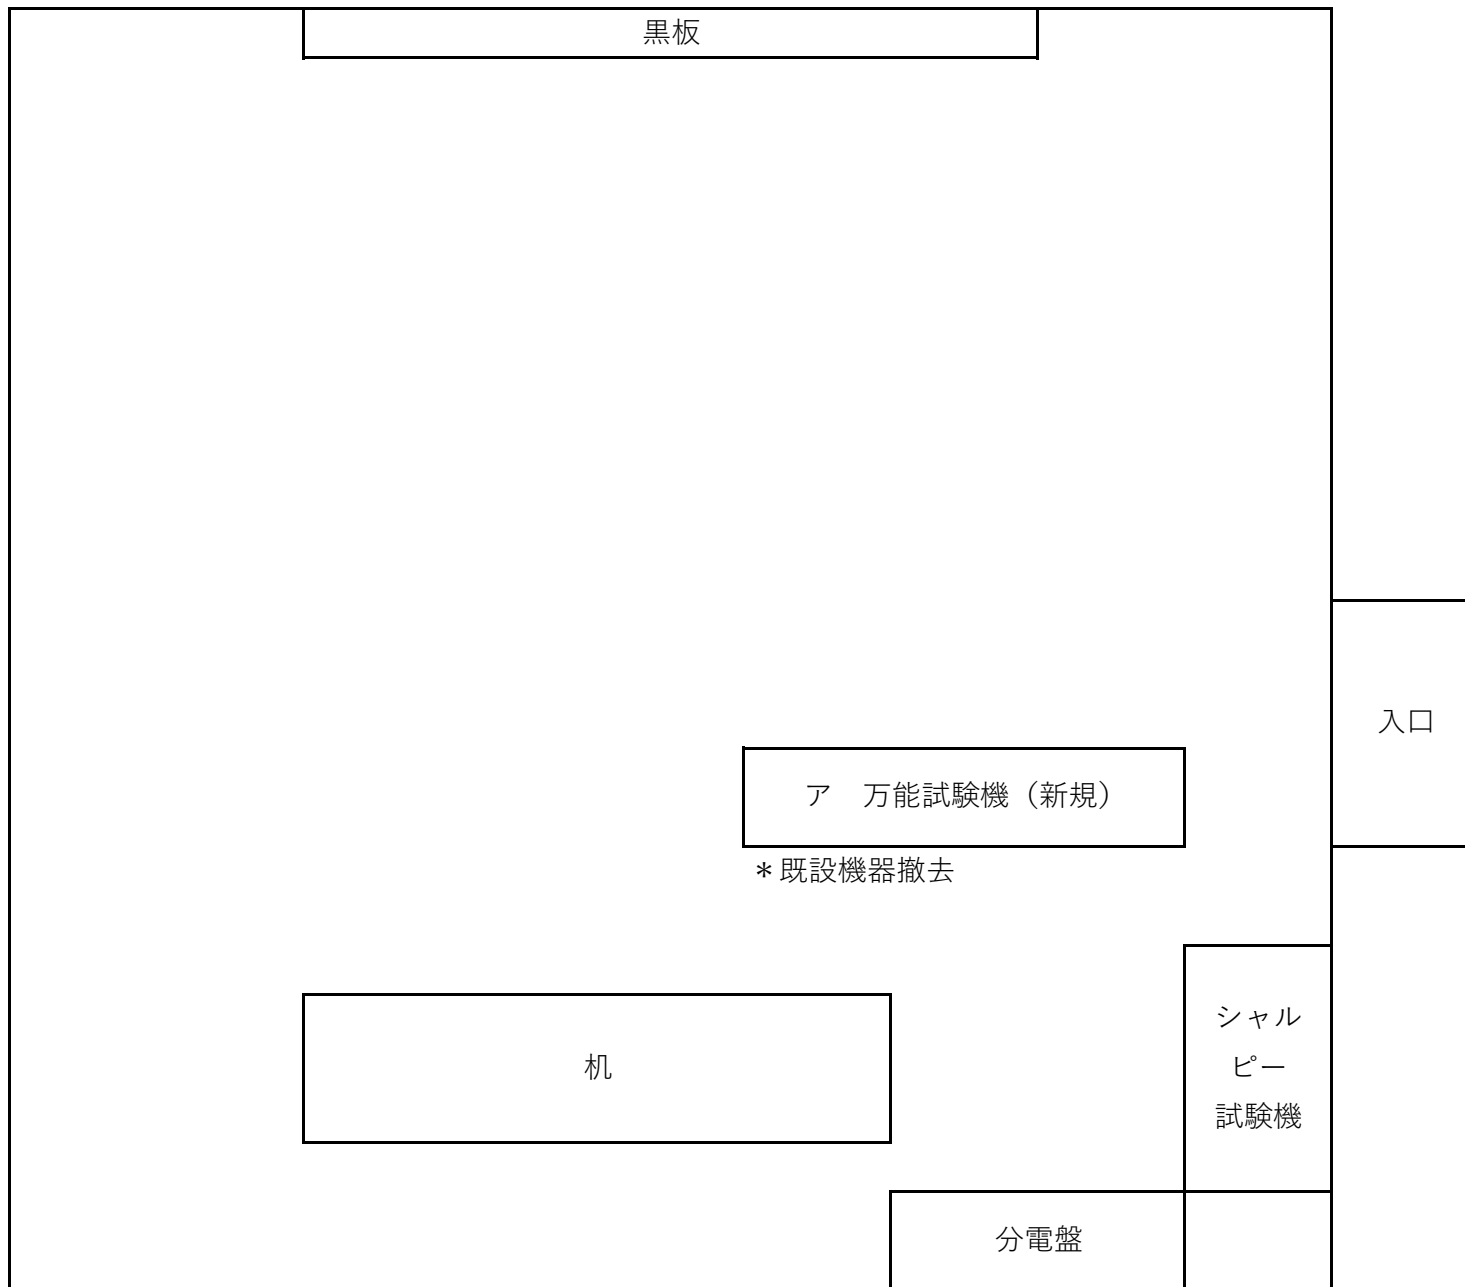 黒板
入口
ア　万能試験機（新規）
＊既設機器撤去
シャル
ピー
試験機
机
分電盤